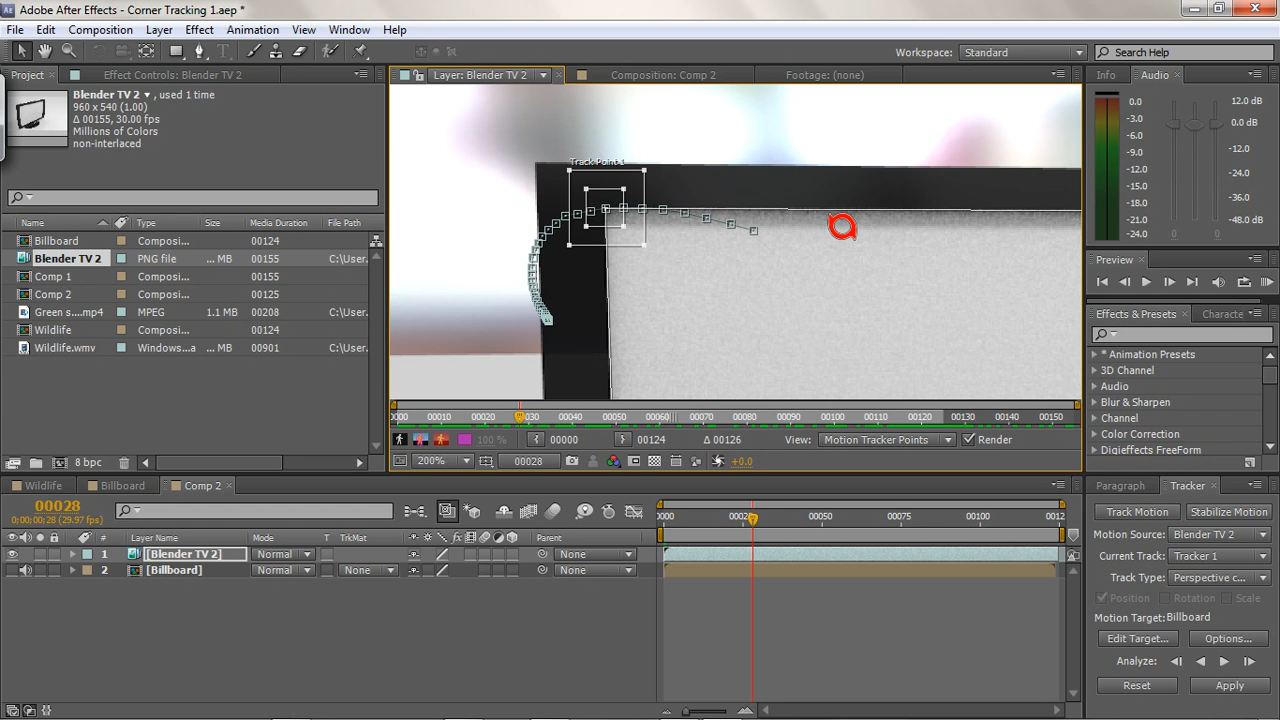 Adobe After Effects - Corner Tracking 1.aep *
File Edit Composition Layer Effect Animation View Window Help
Workspace: Standard Search Help
Project Effect Controls: Blender TV 2 Layer: Blender TV 2 Composition: Comp 2 Footage: (none) Info Audio
Blender TV 2 , used 1 time
960 x 540 (1.00)
Δ 00155, 30.00 fps
Millions of Colors
non-interlaced
Track Point 1
0.0 12.0 dB
-3.0 0.0 dB
-6.0
-9.0 -12.0
-12.0
-15.0 -24.0
-18.0 -36.0
-21.0
-24.0 -48.0 dB
Name Type Size Media Duration File Path
Billboard Composi... 00124
Blender TV 2 PNG file ... MB 00155 C:\User.
Comp 1 Composi... 00155
Comp 2 Composi... 00125
Green s....mp4 MPEG 1.1 MB 00208 C:\User.
Wildlife Composi... 00124
Wildlife.wmv Windows...a ... MB 00901 C:\User.
8 bpc
Preview
Effects & Presets Characte
* Animation Presets
3D Channel
Audio
Blur & Sharpen
Channel
Color Correction
Digieffects FreeForm
0000 00010 00020 00030 00040 00050 00060 00070 00080 00090 00100 00110 00120 00130 00140 00150
100 % 00000 00124 Δ 00126 View: Motion Tracker Points Render
200% 00028 +0.0
Wildlife Billboard Comp 2
00028
0;00;00;28 (29.97 fps)
0000 0002 00050 00075 00100 0012
# Layer Name Mode T TrkMat Parent
1 [Blender TV 2] Normal None
2 [Billboard] Normal None None
Paragraph Tracker
Track Motion Stabilize Motion
Motion Source: Blender TV 2
Current Track: Tracker 1
Track Type: Perspective c...
Position Rotation Scale
Motion Target:Billboard
Edit Target... Options...
Analyze:
Reset Apply